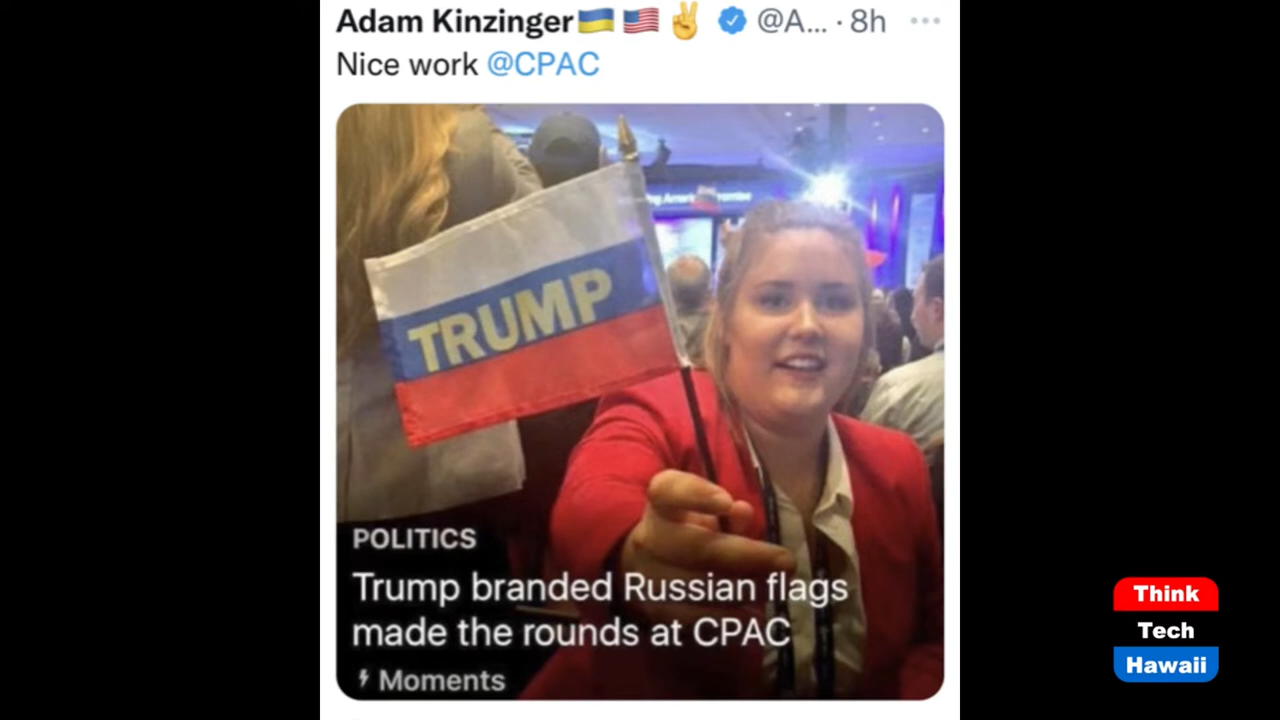 Adam Kinzinger🇺🇦 🇺🇸 ✌️ @A... · 8h ...
Nice work @CPAC
TRUMP
POLITICS
Trump branded Russian flags
made the rounds at CPAC
Moments
Think
Tech
Hawaii